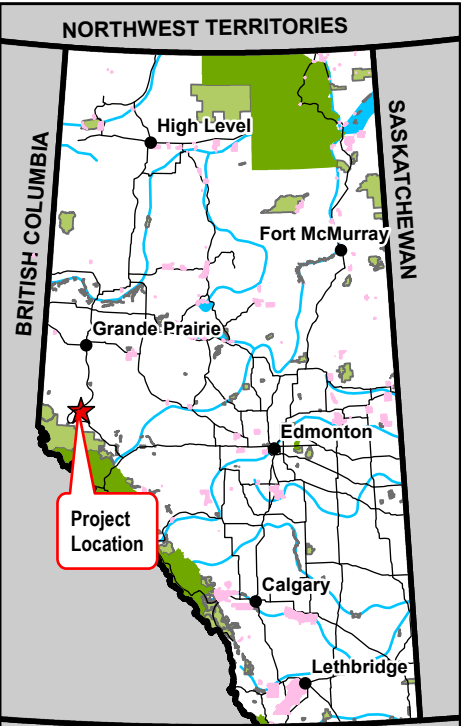 NORTHWEST TERRITORIES
High Level
SASKATCHEWAN
BRITISH COLUMBIA
Fort McMurray
Grande Prairie
Edmonton
Project
Location
Calgary
Lethbridge